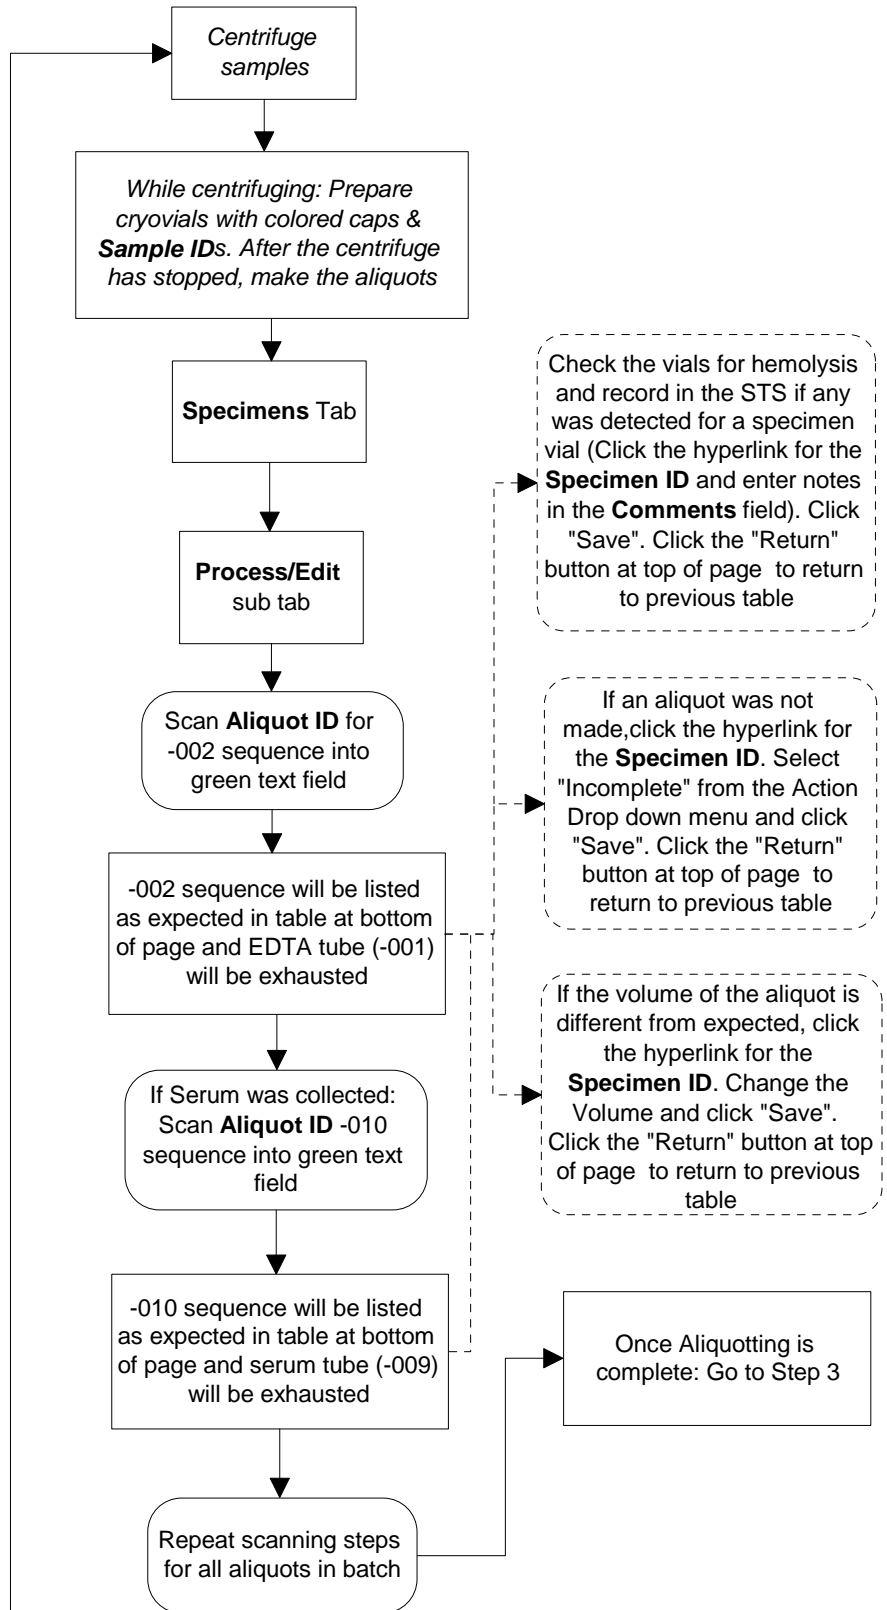 Centrifuge
samples
While centrifuging: Prepare
cryovials with colored caps &
Sample IDs. After the centrifuge
has stopped, make the aliquots
Specimens Tab
Process/Edit
sub tab
Scan Aliquot ID for
-002 sequence into
green text field
-002 sequence will be listed
as expected in table at bottom
of page and EDTA tube (-001)
will be exhausted
If Serum was collected:
Scan Aliquot ID -010
sequence into green text
field
-010 sequence will be listed
as expected in table at bottom
of page and serum tube (-009)
will be exhausted
Repeat scanning steps
for all aliquots in batch
Check the vials for hemolysis
and record in the STS if any
was detected for a specimen
vial (Click the hyperlink for the
Specimen ID and enter notes
in the Comments field). Click
"Save". Click the "Return"
button at top of page to return
to previous table
If an aliquot was not
made,click the hyperlink for
the Specimen ID. Select
"Incomplete" from the Action
Drop down menu and click
"Save". Click the "Return"
button at top of page to
return to previous table
If the volume of the aliquot is
different from expected, click
the hyperlink for the
Specimen ID. Change the
Volume and click "Save".
Click the "Return" button at top
of page to return to previous
table
Once Aliquotting is
complete: Go to Step 3